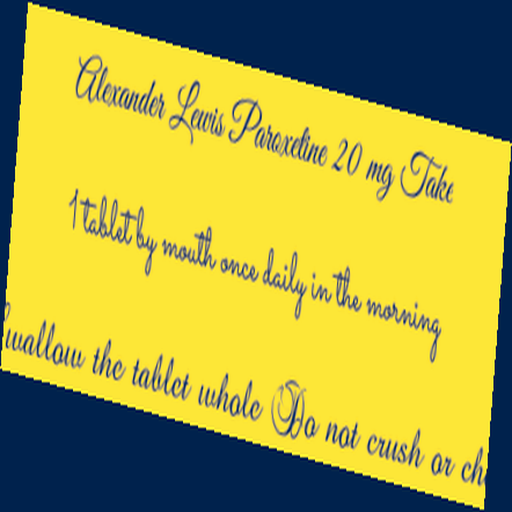 Alexander Lewis Paroxetine 20 mg Take
1 tablet by mouth once daily in the morning
wallow the tablet whole Do not crush or ch